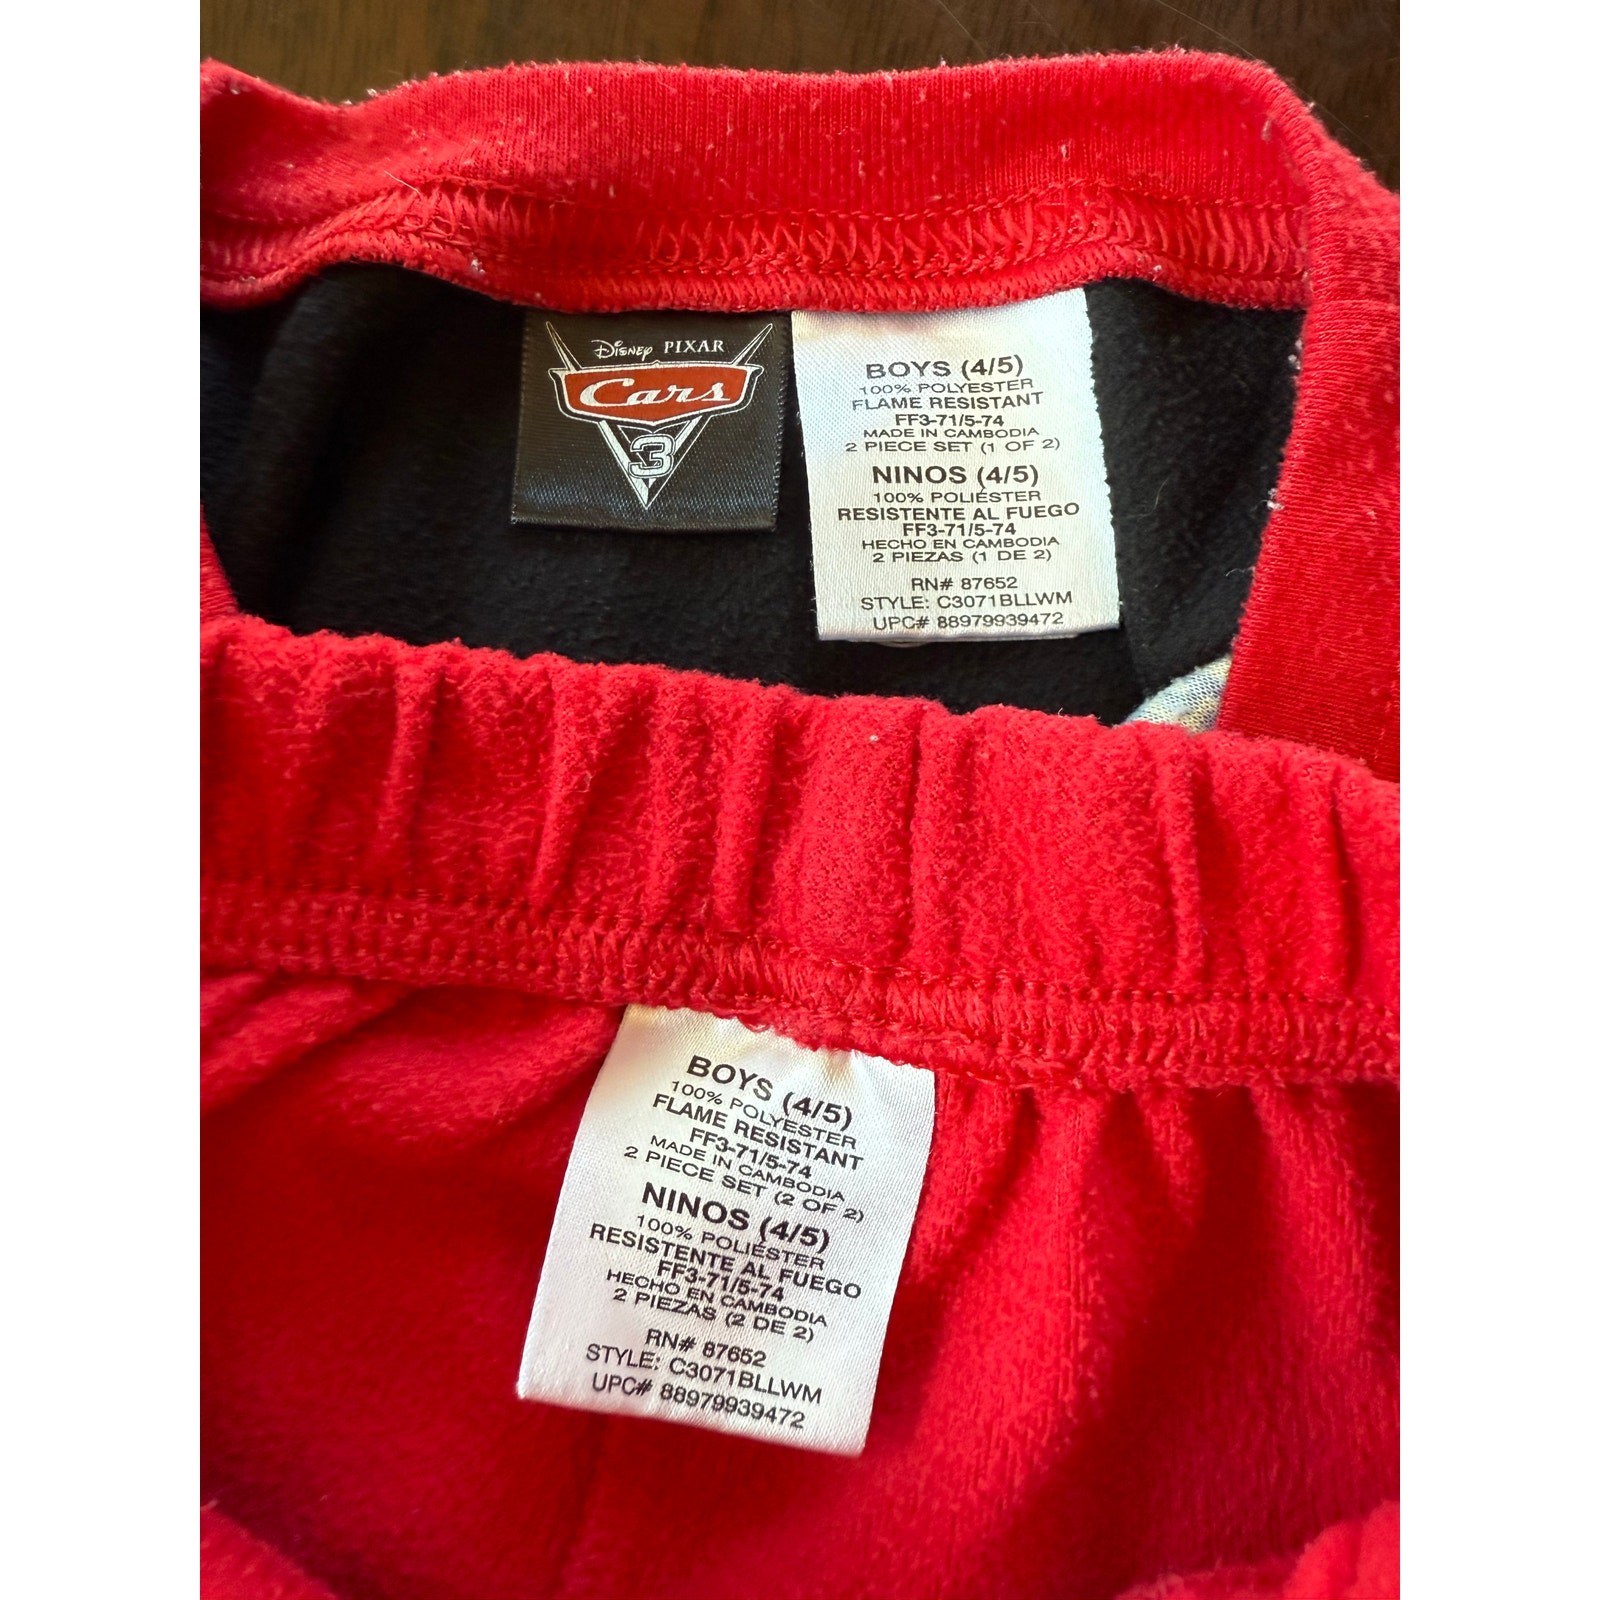 Disney PIXAR
Cars
3
BOYS (4/5)
100% POLYESTER
FLAME RESISTANT
FF3-71/5-74
MADE IN CAMBODIA
2 PIECE SET (1 OF 2)
NINOS (4/5)
100% POLIÉSTER
RESISTENTE AL FUEGO
FF3-71/5-74
HECHO EN CAMBODIA
2 PIEZAS (1 DE 2)
RN# 87652
STYLE: C3071BLLWM
UPC# 88979939472
BOYS (4/5)
100% POLYESTER
FLAME RESISTANT
FF3-71/5-74
MADE IN CAMBODIA
2 PIECE SET (2 OF 2)
NINOS (4/5)
100% POLIÉSTER
RESISTENTE AL FUEGO
FF3-71/5-74
HECHO EN CAMBODIA
2 PIEZAS (2 DE 2)
RN# 87652
STYLE: C3071BLLWM
UPC# 88979939472